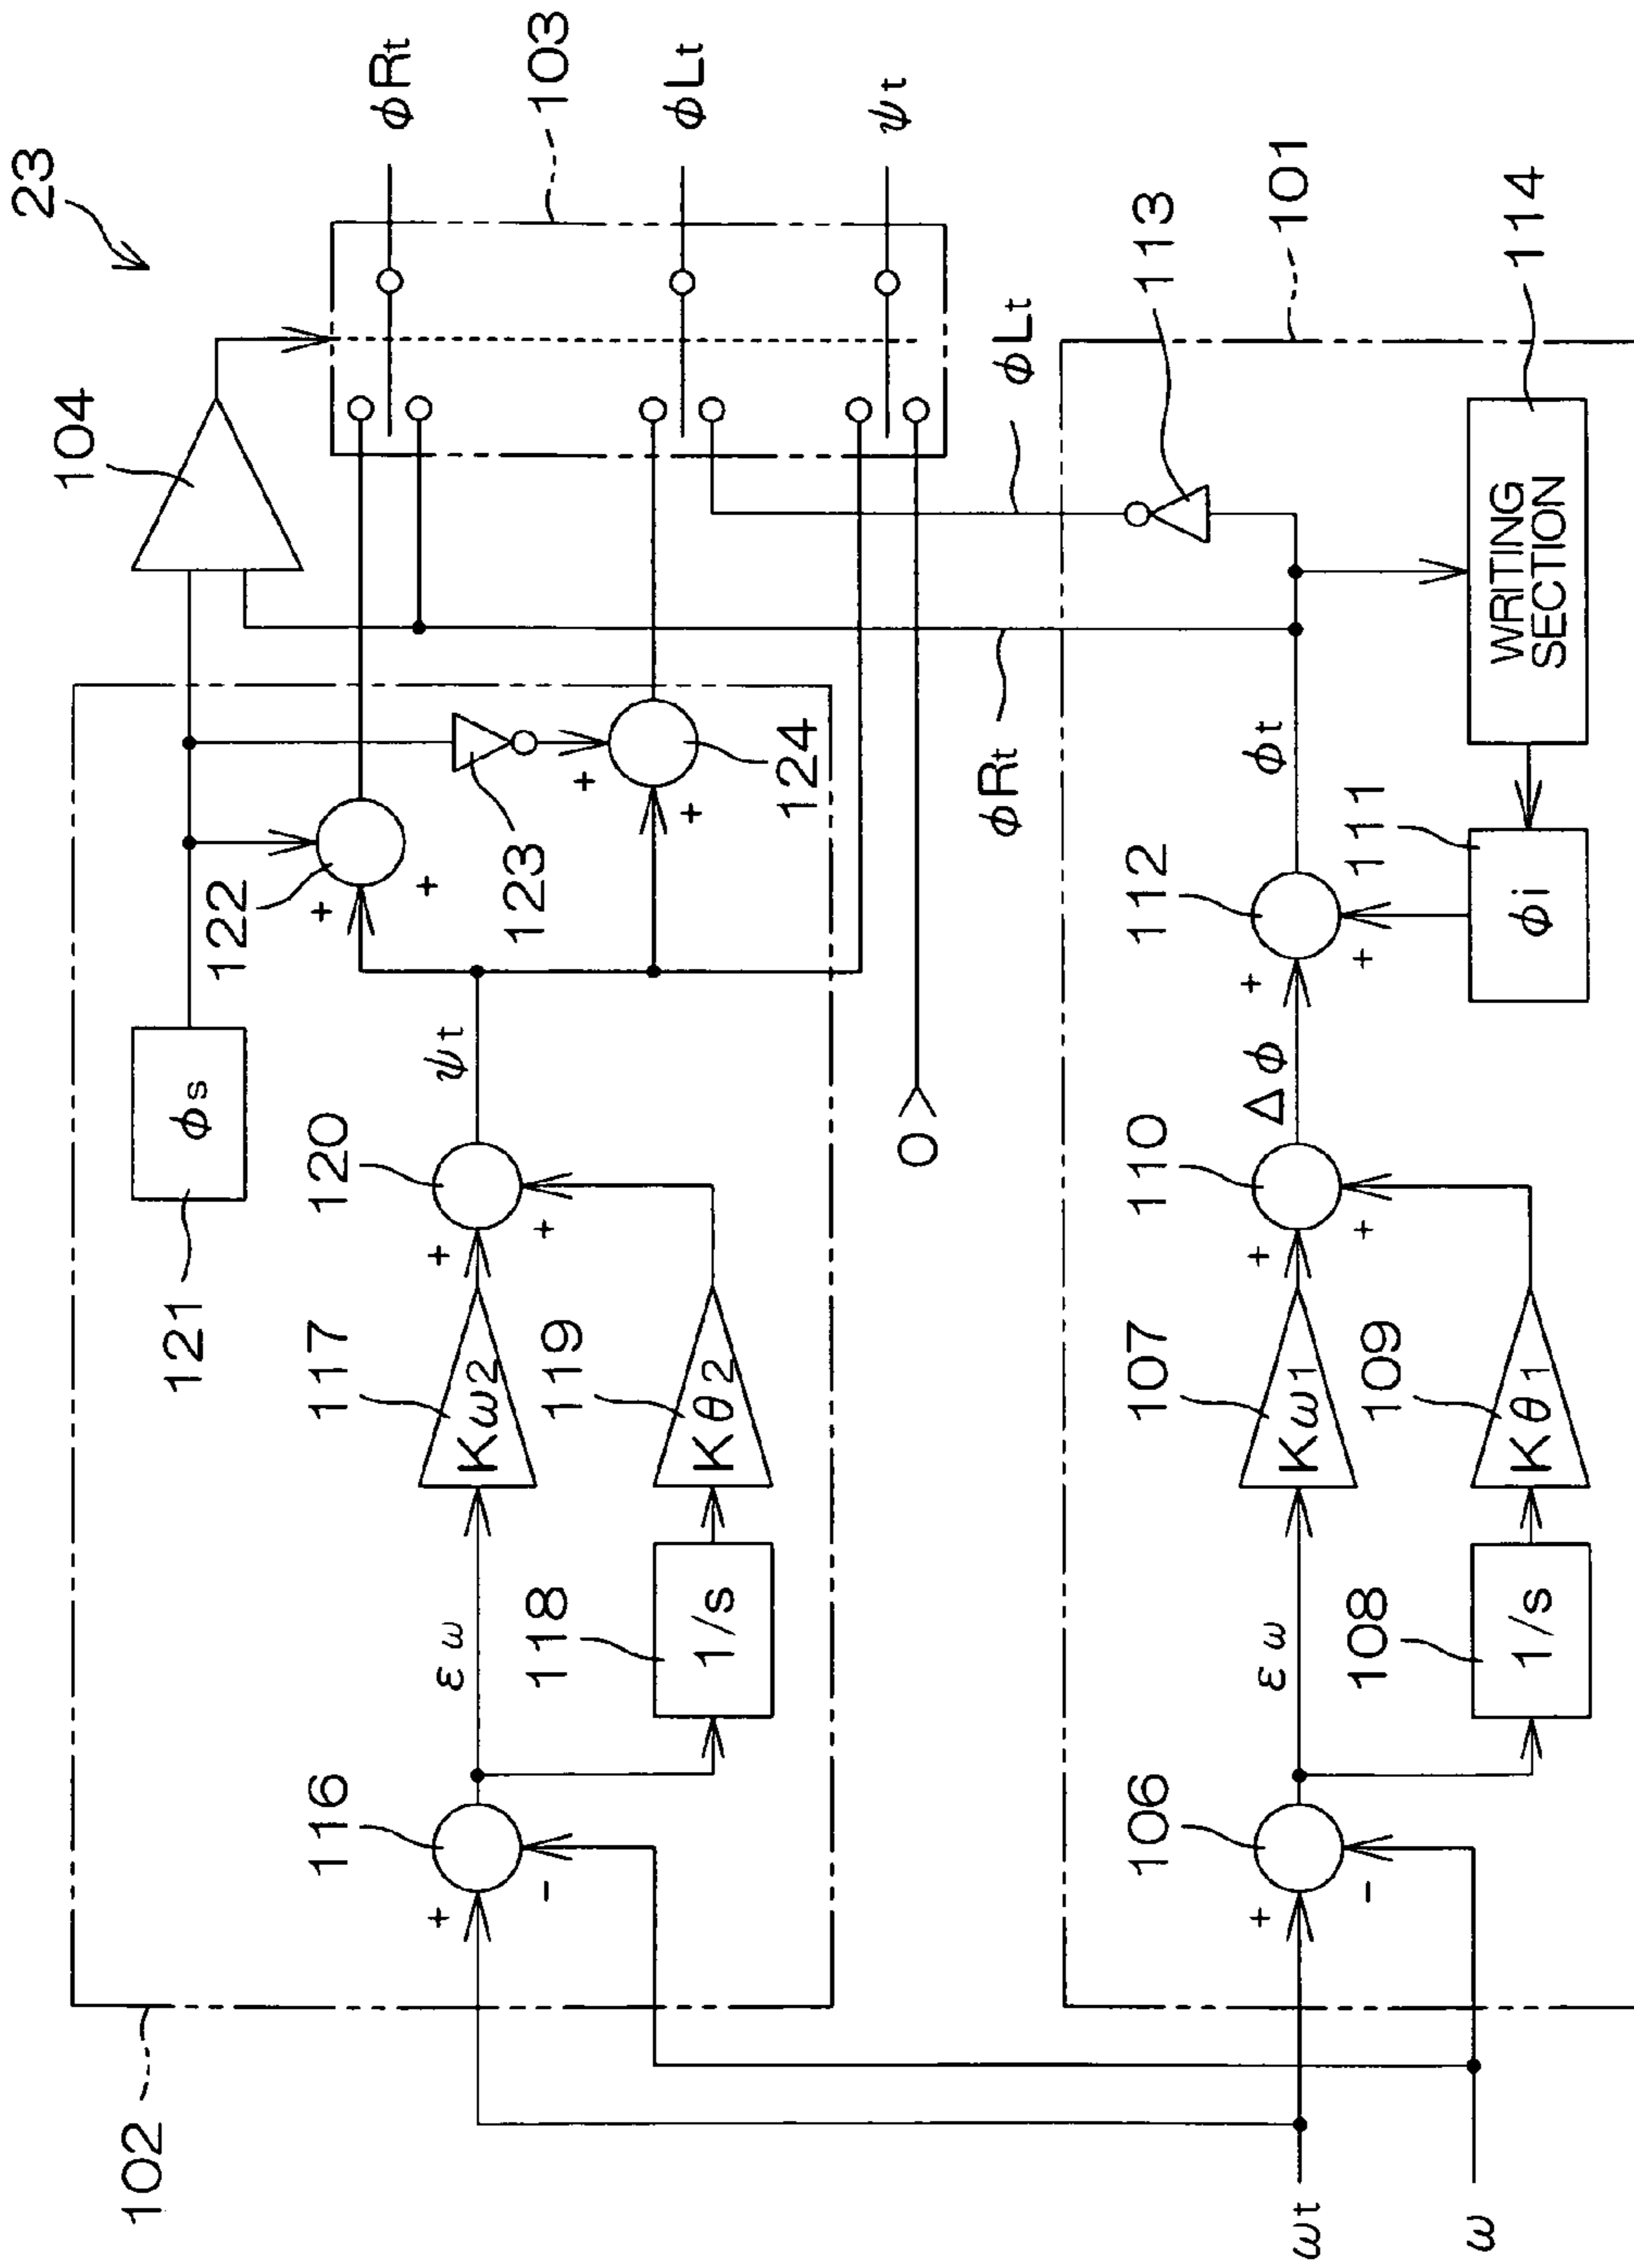 23
104
103
ϕRt
ϕLt
ψt
102
ϕs
121
122
+
+
123
+
+
124
116
+
-
εω
117
Kω2
118
1/s
119
Kθ2
120
+
+
ψt
0
ϕRt
ϕLt
113
101
106
+
-
εω
107
Kω1
108
1/s
109
Kθ1
110
+
+
Δϕ
112
+
+
ϕt
111
ϕi
114
WRITING
SECTION
ωt
ω